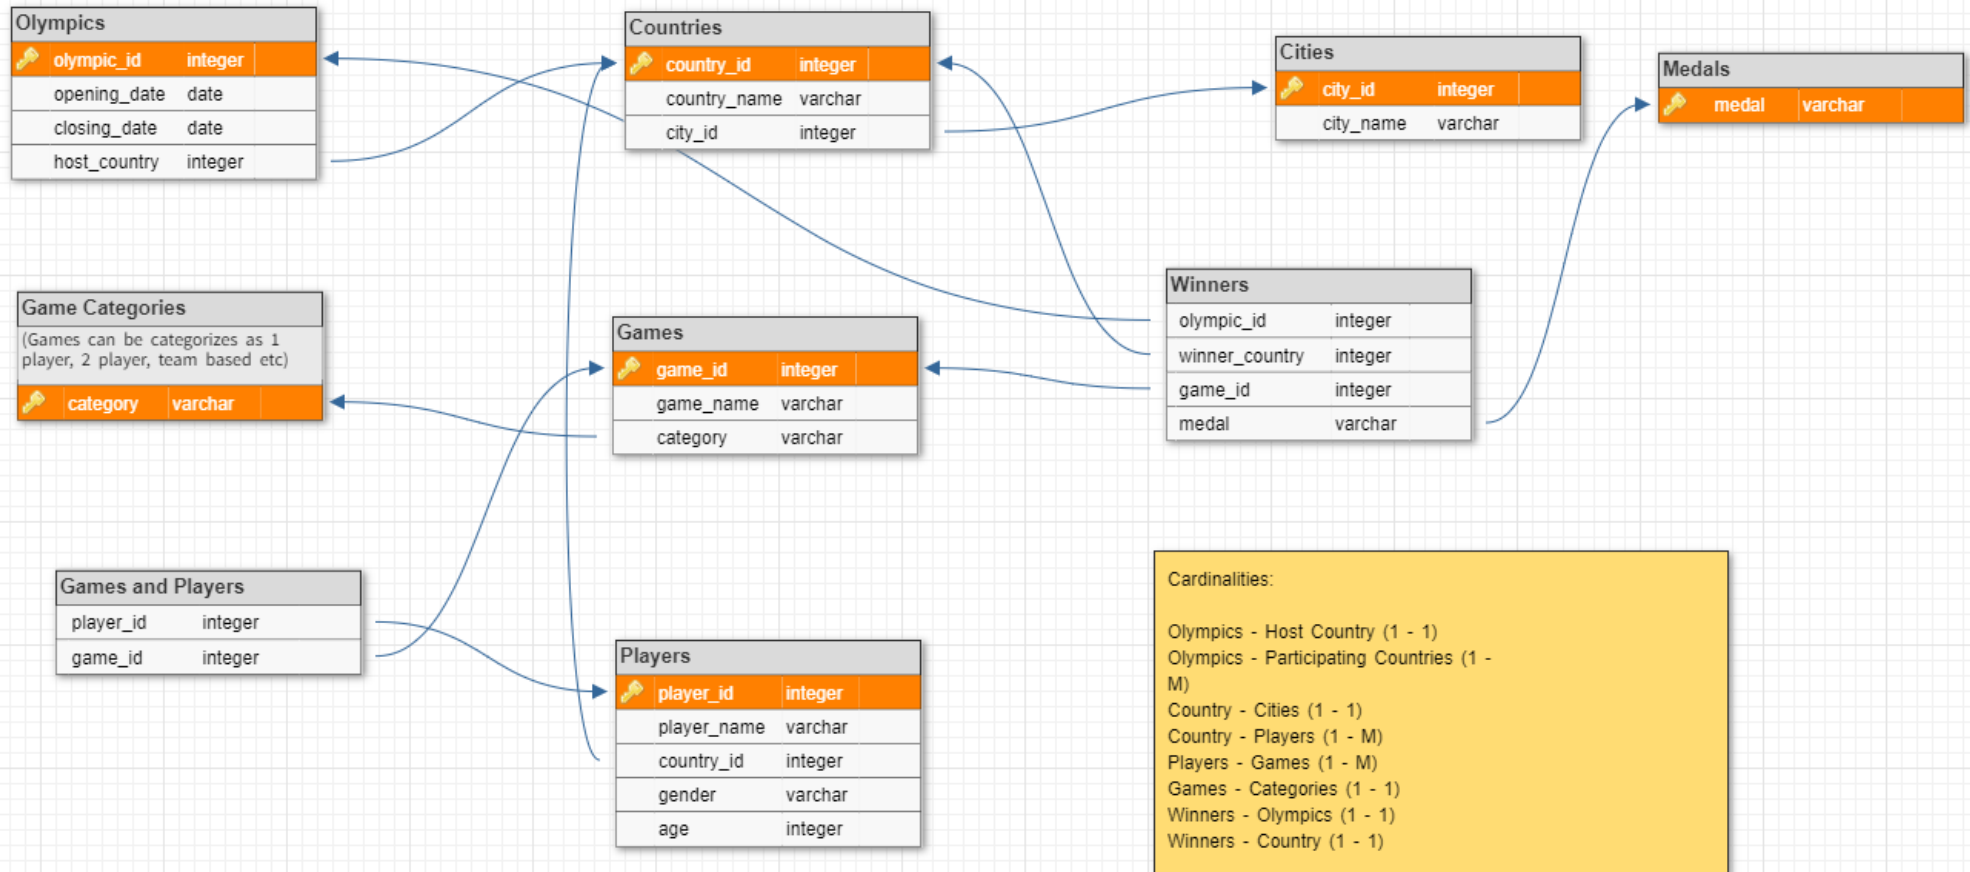 Olympics
olympic_id integer
opening_date date
closing_date date
host_country integer
Countries
country_id integer
country_name varchar
city_id integer
Cities
city_id integer
city_name varchar
Medals
medal varchar
Game Categories
(Games can be categorizes as 1
player, 2 player, team based etc)
category varchar
Games
game_id integer
game_name varchar
category varchar
Winners
olympic_id integer
winner_country integer
game_id integer
medal varchar
Games and Players
player_id integer
game_id integer
Players
player_id integer
player_name varchar
country_id integer
gender varchar
age integer
Cardinalities:
Olympics - Host Country (1 - 1)
Olympics - Participating Countries (1 -
M)
Country - Cities (1 - 1)
Country - Players (1 - M)
Players - Games (1 - M)
Games - Categories (1 - 1)
Winners - Olympics (1 - 1)
Winners - Country (1 - 1)